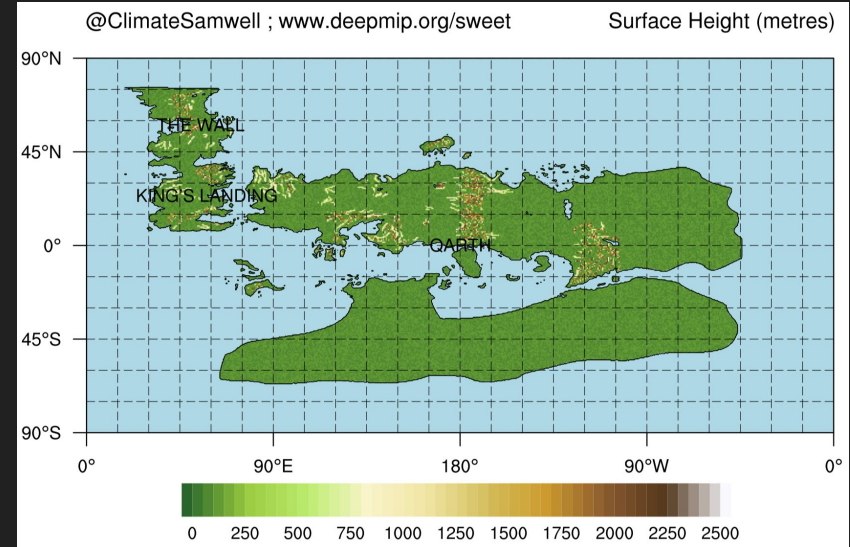 @ClimateSamwell ; www.deepmip.org/sweet Surface Height (metres)
90°N
THE WALL
45°N
KING'S LANDING
0°
QARTH
45°S
90°S
0° 90°E 180° 90°W 0°
0 250 500 750 1000 1250 1500 1750 2000 2250 2500